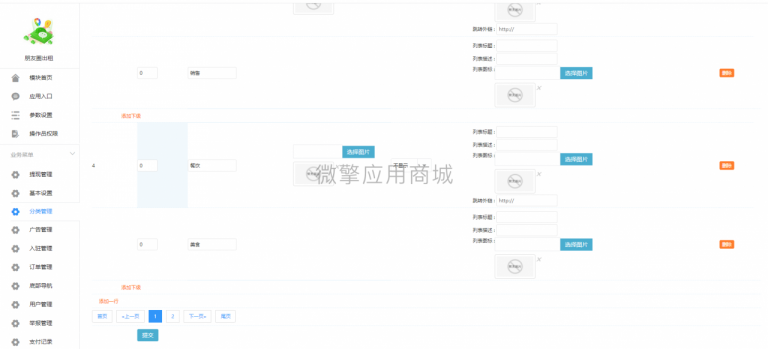 朋友圈出租
模块首页
应用入口
参数设置
操作员权限
业务菜单
提现管理
基本设置
分类管理
广告管理
入驻管理
订单管理
底部导航
用户管理
举报管理
支付记录
跳转外链： http://
列表标题：
列表描述：
0
列表图标： 选择图片
删除
添加下级
列表标题：
列表描述：
选择图片
列表图标： 选择图片
4
0
餐饮
不显示
删除
微擎应用商城
跳转外链： http://
列表标题：
列表描述：
0
美食
列表图标： 选择图片
删除
添加下级
添加一行
首页 «上一页 1 2 下一页» 尾页
提交